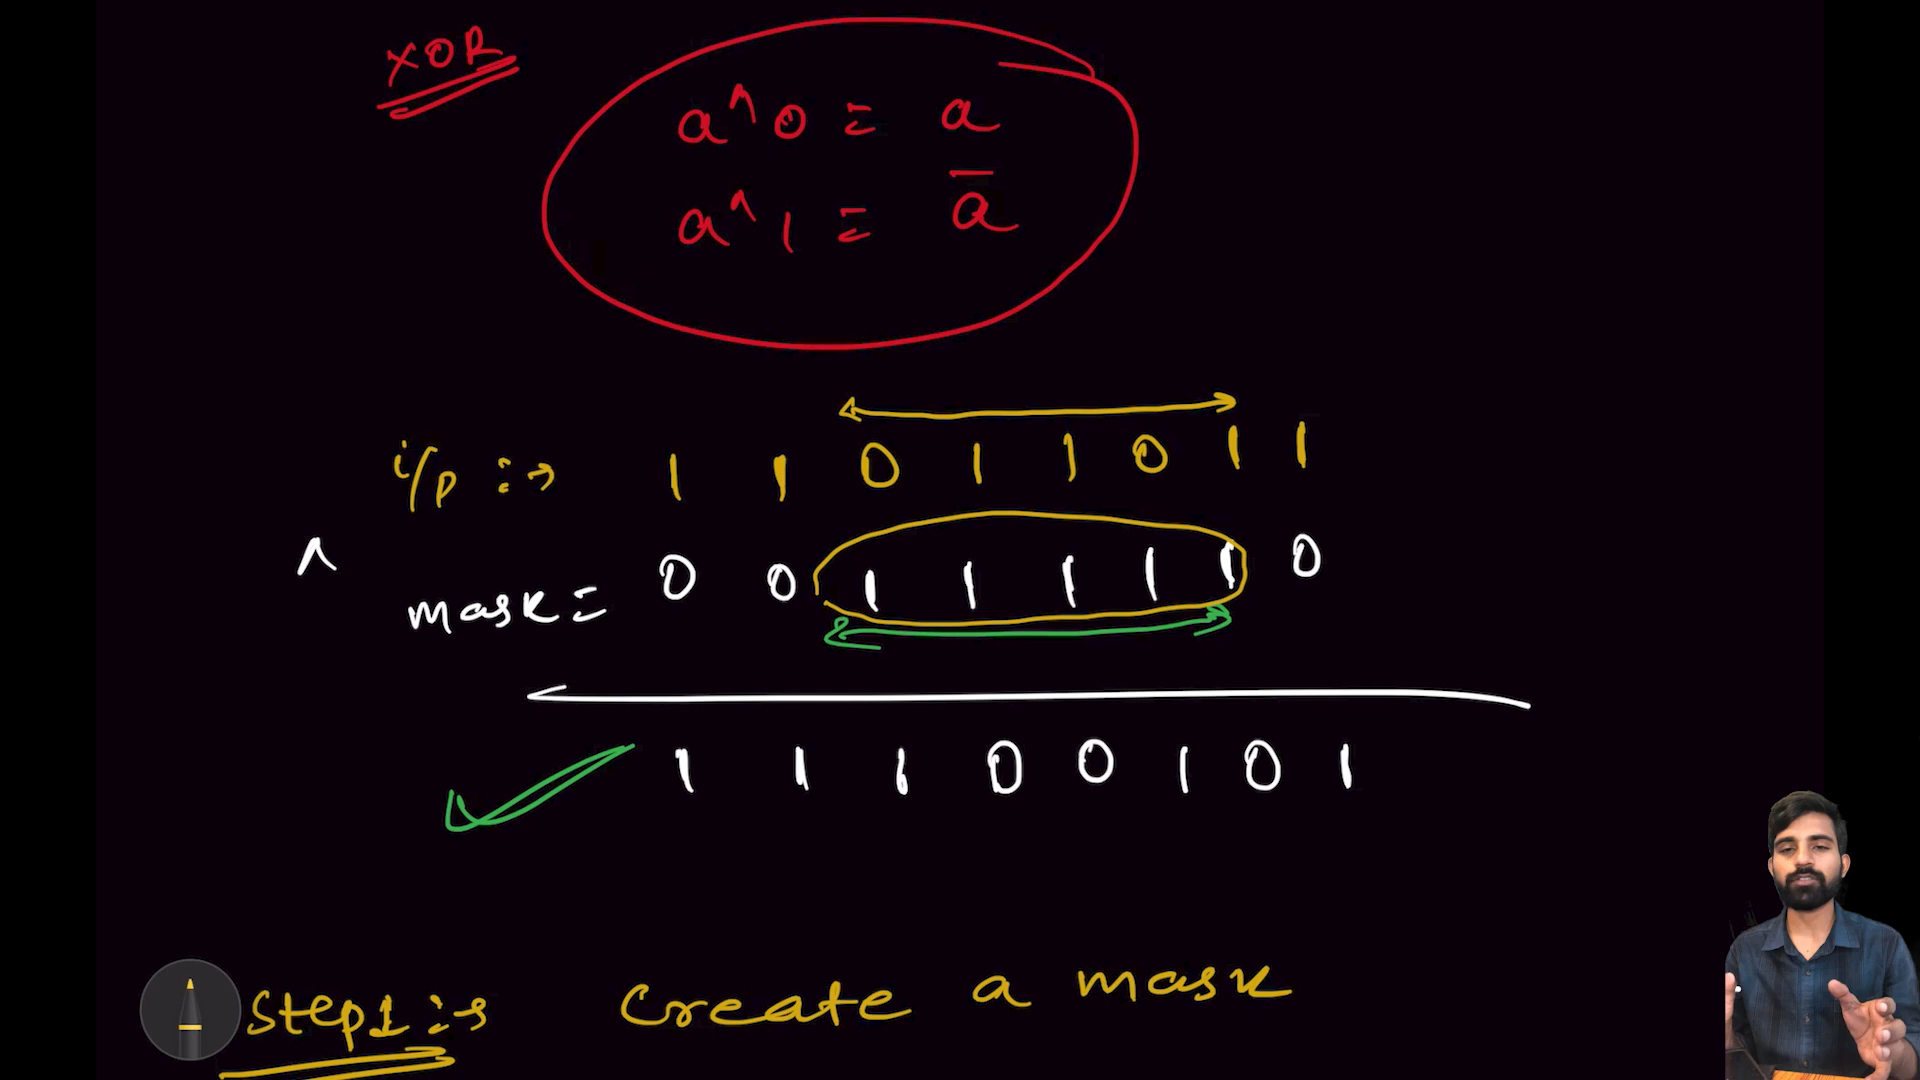 XOR
a^0 = a
a^1 = a̅
i/p :→ 1 1 0 1 1 0 1 1
^ mask = 0 0 1 1 1 1 1 0
1 1 1 0 0 1 0 1
Step1 :→ Create a mask